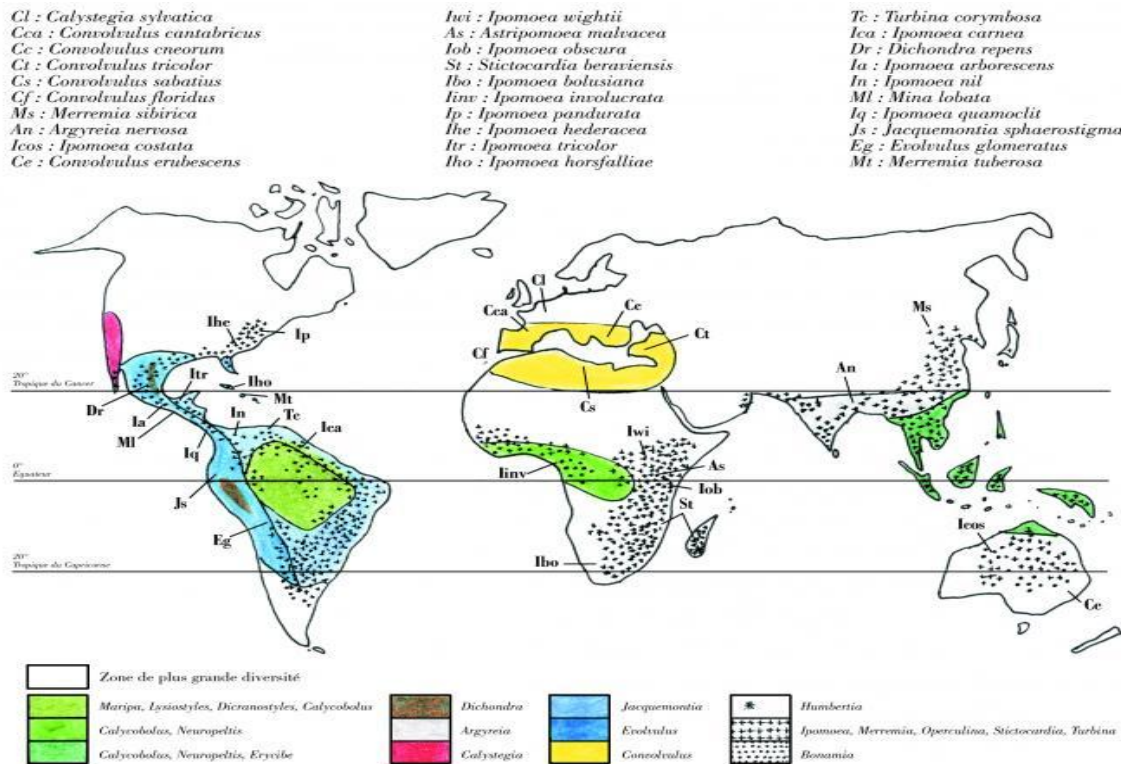 Cl : Calystegia sylvatica
Cca : Convolvulus cantabricus
Cc : Convolvulus cneorum
Ct : Convolvulus tricolor
Cs : Convolvulus sabatius
Cf : Convolvulus floridus
Ms : Merremia sibirica
An : Argyreia nervosa
Icos : Ipomoea costata
Ce : Convolvulus erubescens
Iwi : Ipomoea wightii
As : Astripomoea malvacea
Iob : Ipomoea obscura
St : Stictocardia beraviensis
Ibo : Ipomoea bolusiana
Iinv : Ipomoea involucrata
Ip : Ipomoea pandurata
Ihe : Ipomoea hederacea
Itr : Ipomoea tricolor
Iho : Ipomoea horsfalliae
Tc : Turbina corymbosa
Ica : Ipomoea carnea
Dr : Dichondra repens
Ia : Ipomoea arborescens
In : Ipomoea nil
Ml : Mina lobata
Iq : Ipomoea quamoclit
Js : Jacquemontia sphaerostigma
Eg : Evolvulus glomeratus
Mt : Merremia tuberosa
Cl
Cca
Cc
Ms
Ihe
Ip
Ct
Cf
20°
Tropique du Cancer
Itr
Iho
An
Dr
Mt
Cs
Ia
In
Tc
Ml
Ica
Iwi
Iq
0°
Equateur
Iinv
As
Iob
Js
St
Icos
Eg
20°
Tropique du Capricorne
Ibo
Ce
Zone de plus grande diversité
Maripa, Lysiostyles, Dicranostyles, Calycobolus
Calycobolus, Neuropeltis
Calycobolus, Neuropeltis, Erycibe
Dichondra
Argyreia
Calystegia
Jacquemontia
Evolvulus
Convolvulus
Humbertia
Ipomoea, Merremia, Operculina, Stictocardia, Turbina
Bonamia